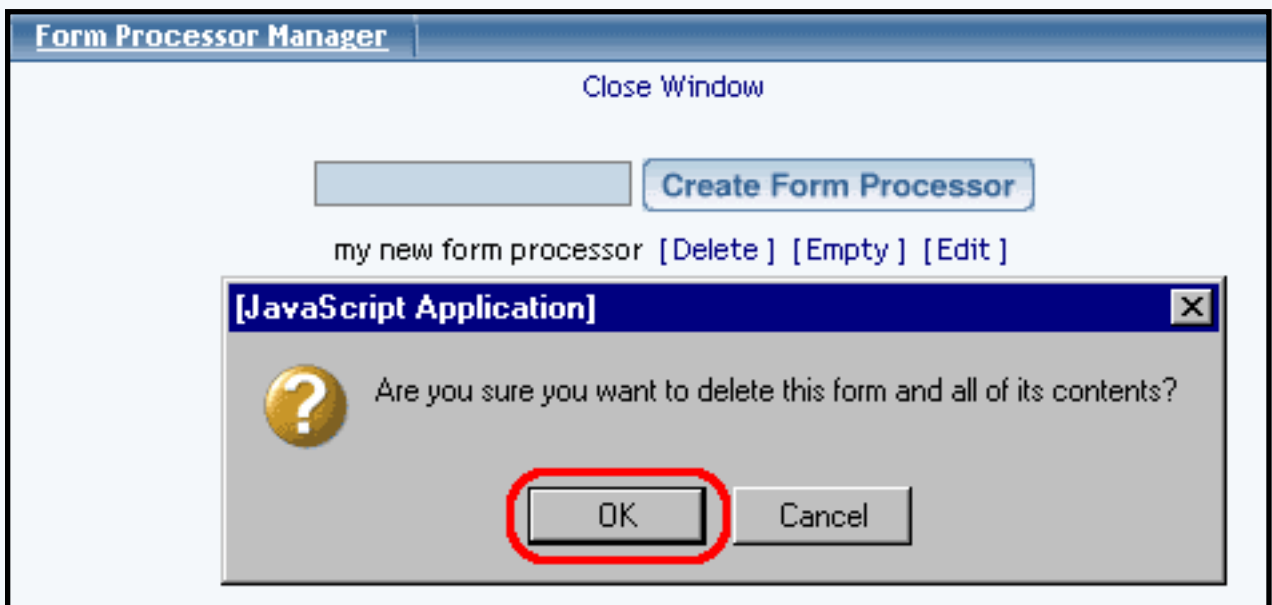 Form Processor Manager
Close Window
Create Form Processor
my new form processor [Delete ] [Empty ] [Edit ]
[JavaScript Application]
Are you sure you want to delete this form and all of its contents?
OK Cancel